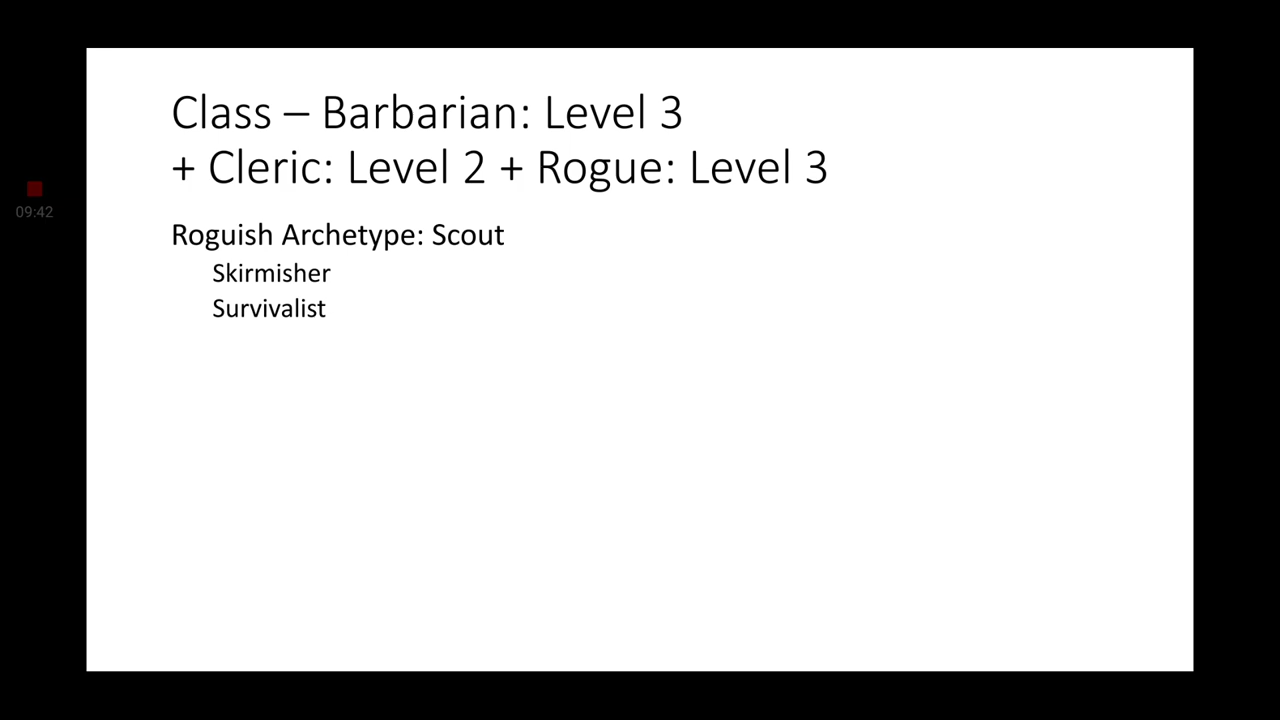 Class – Barbarian: Level 3
+ Cleric: Level 2 + Rogue: Level 3
09:42
Roguish Archetype: Scout
Skirmisher
Survivalist